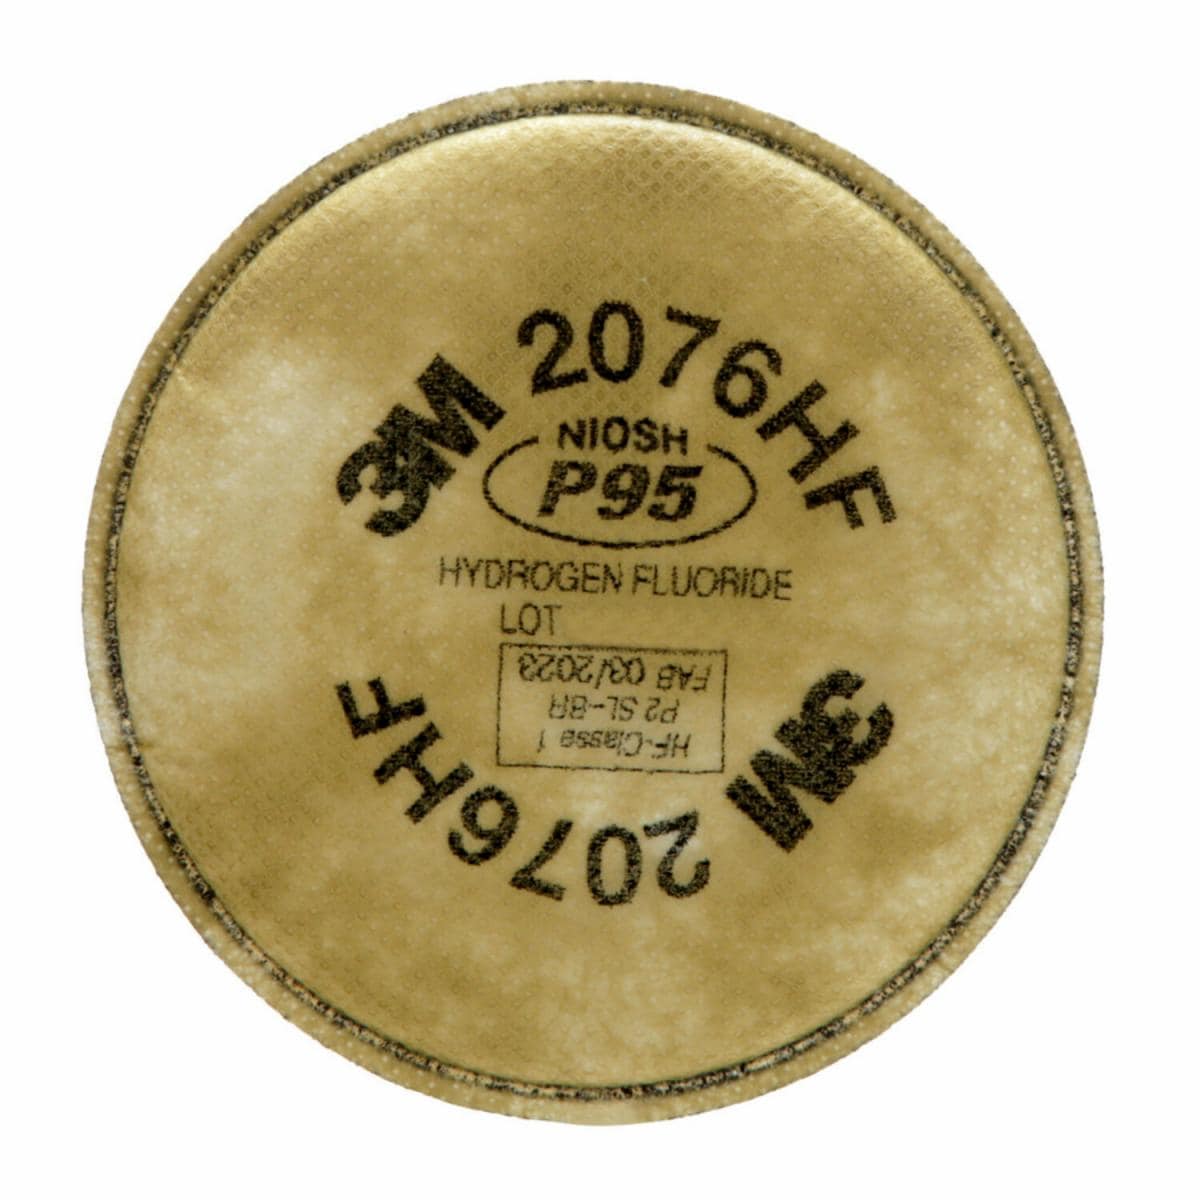 3M 2076HF
NIOSH
P95
HYDROGEN FLUORIDE
LOT
HF-Classe 1
P2 SL-BR
FAB 03/2023
3M 2076HF